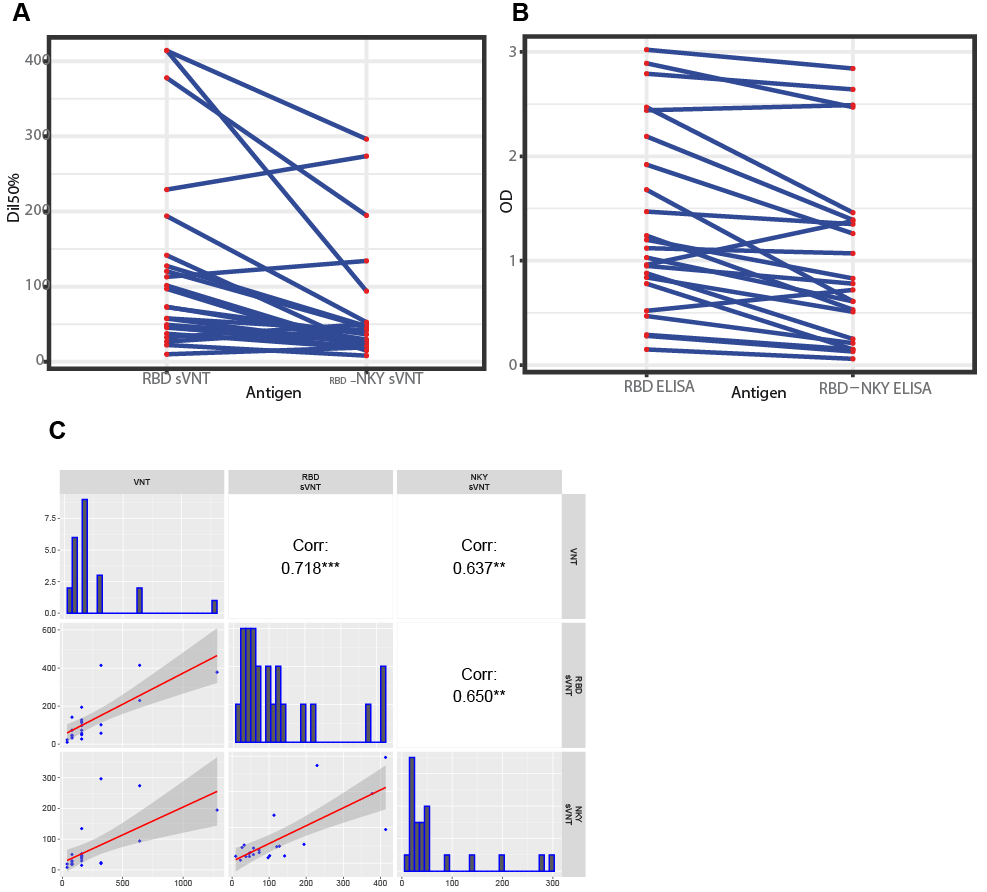 A
B
Dil50%
400
300
200
100
0
RBD sVNT
RBD -NKY sVNT
Antigen
OD
3
2
1
0
RBD ELISA
RBD-NKY ELISA
Antigen
C
VNT
RBD
sVNT
NKY
sVNT
7.5
5.0
2.5
0.0
Corr:
0.718***
Corr:
0.637**
VNT
600
400
200
0
Corr:
0.650**
RBD
sVNT
300
200
100
0
NKY
sVNT
0
500
1000
0
100
200
300
400
0
100
200
300